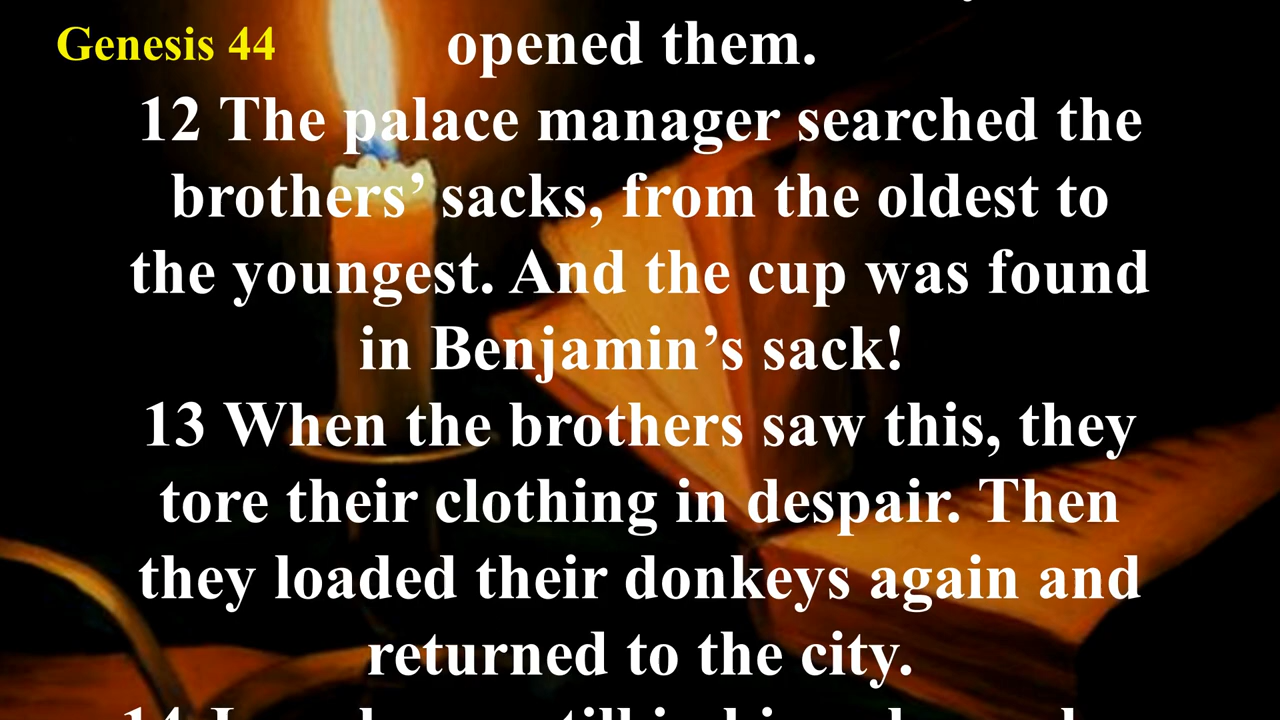 Genesis 44
opened them.
12 The palace manager searched the
brothers’ sacks, from the oldest to
the youngest. And the cup was found
in Benjamin’s sack!
13 When the brothers saw this, they
tore their clothing in despair. Then
they loaded their donkeys again and
returned to the city.